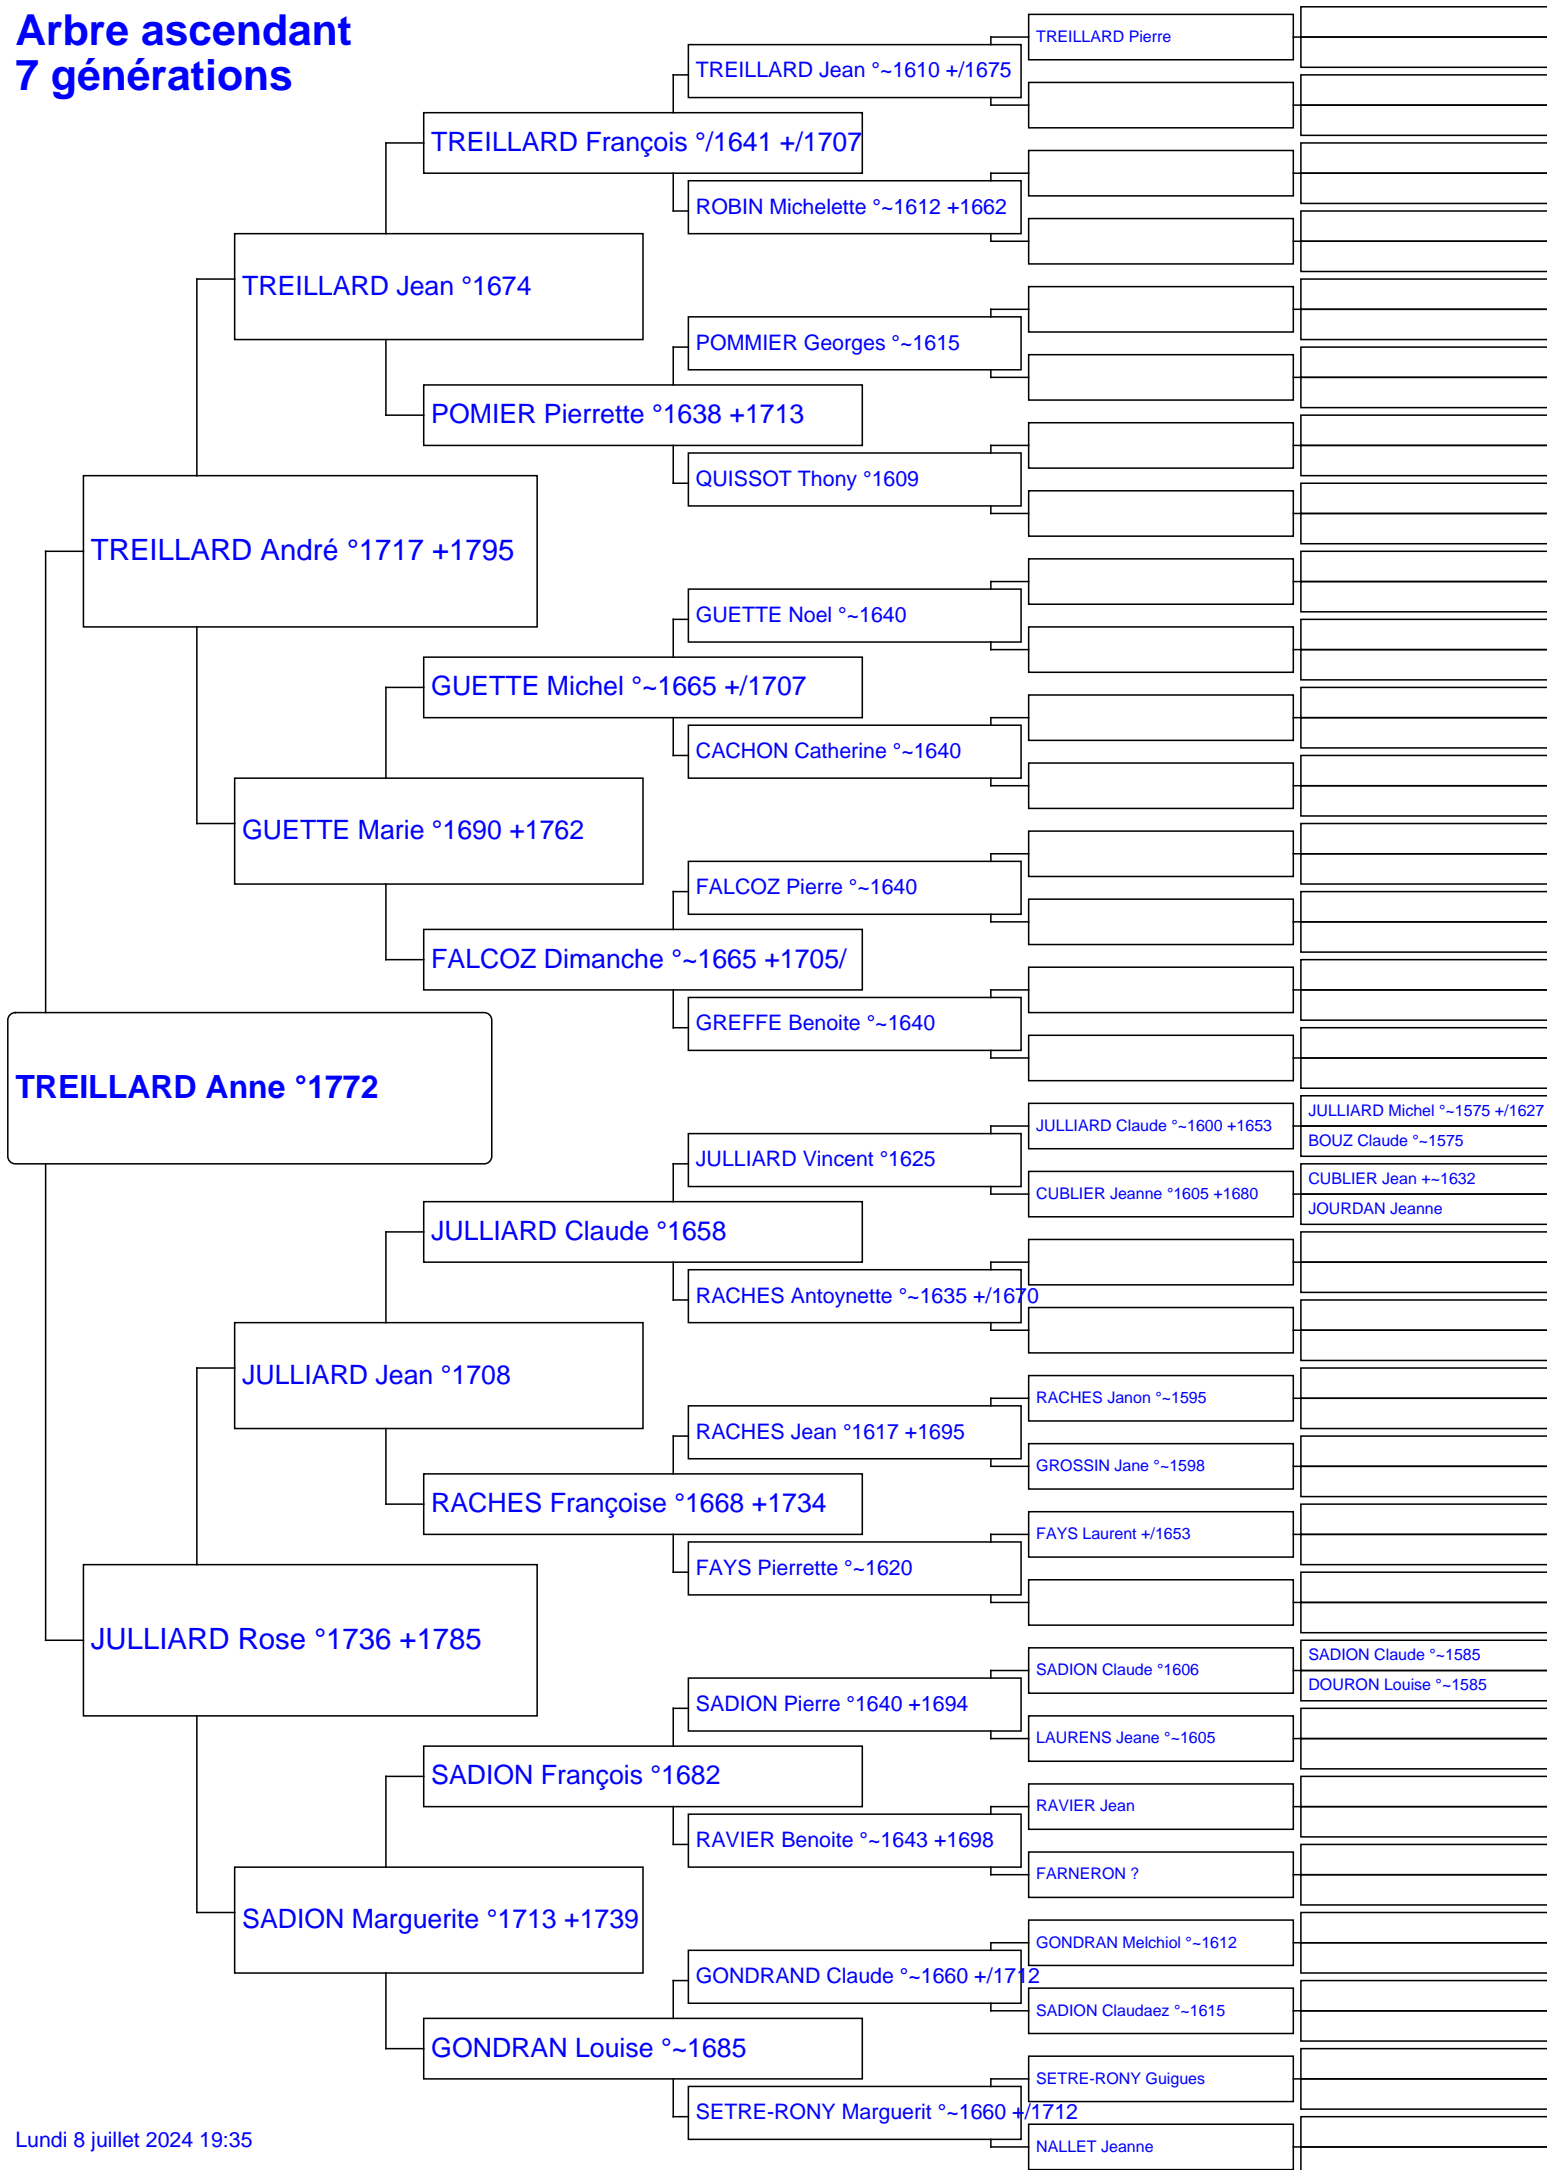 Arbre ascendant
7 générations
TREILLARD Pierre
TREILLARD Jean °~1610 +/1675
TREILLARD François °/1641 +/1707
ROBIN Michelette °~1612 +1662
TREILLARD Jean °1674
POMMIER Georges °~1615
POMIER Pierrette °1638 +1713
QUISSOT Thony °1609
TREILLARD André °1717 +1795
GUETTE Noel °~1640
GUETTE Michel °~1665 +/1707
CACHON Catherine °~1640
GUETTE Marie °1690 +1762
FALCOZ Pierre °~1640
FALCOZ Dimanche °~1665 +1705/
GREFFE Benoite °~1640
TREILLARD Anne °1772
JULLIARD Michel °~1575 +/1627
JULLIARD Claude °~1600 +1653
BOUZ Claude °~1575
JULLIARD Vincent °1625
CUBLIER Jean +~1632
CUBLIER Jeanne °1605 +1680
JOURDAN Jeanne
JULLIARD Claude °1658
RACHES Antoynette °~1635 +/1670
JULLIARD Jean °1708
RACHES Janon °~1595
RACHES Jean °1617 +1695
GROSSIN Jane °~1598
RACHES Françoise °1668 +1734
FAYS Laurent +/1653
FAYS Pierrette °~1620
JULLIARD Rose °1736 +1785
SADION Claude °~1585
SADION Claude °1606
DOURON Louise °~1585
SADION Pierre °1640 +1694
LAURENS Jeane °~1605
SADION François °1682
RAVIER Jean
RAVIER Benoite °~1643 +1698
FARNERON ?
SADION Marguerite °1713 +1739
GONDRAN Melchiol °~1612
GONDRAND Claude °~1660 +/1712
SADION Claudaez °~1615
GONDRAN Louise °~1685
SETRE-RONY Guigues
SETRE-RONY Marguerit °~1660 +/1712
NALLET Jeanne
Lundi 8 juillet 2024 19:35